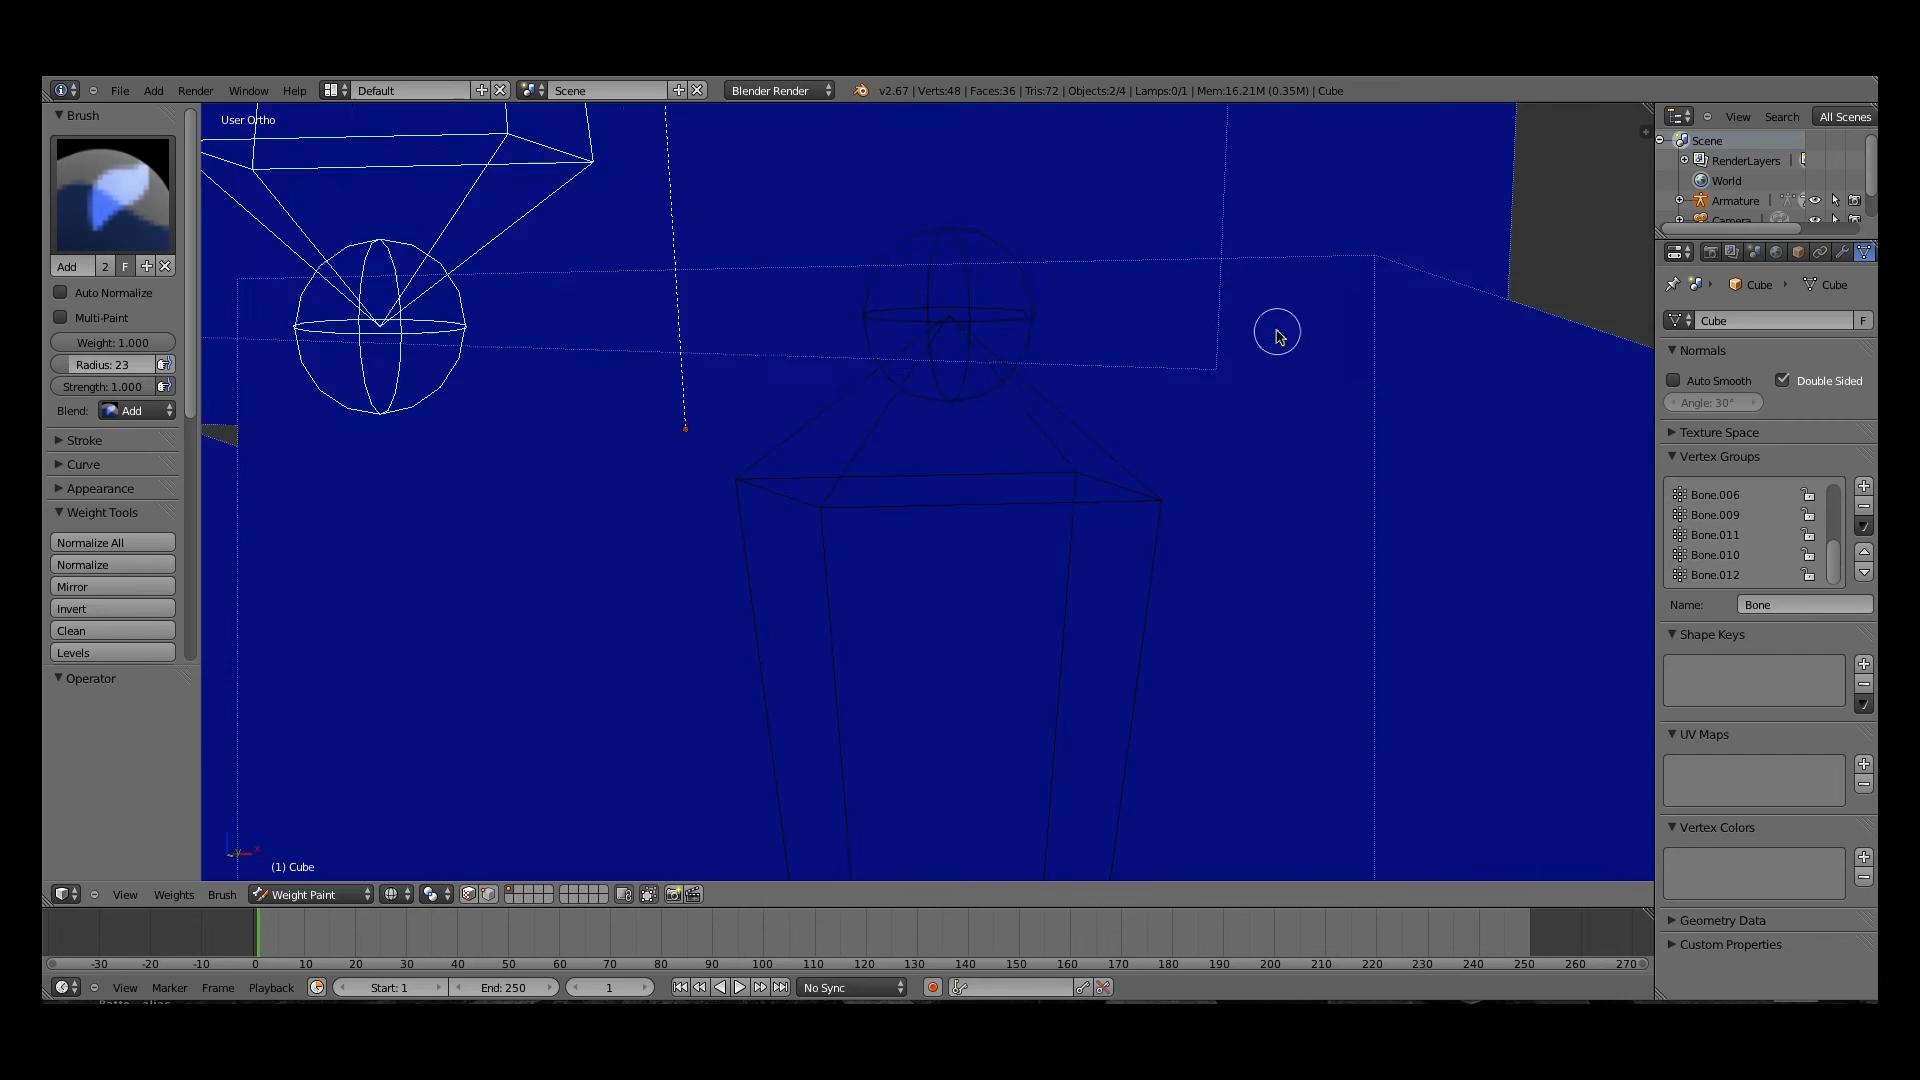 File Add Render Window Help Default Scene Blender Render v2.67 | Verts:48 | Faces:36 | Tris:72 | Objects:2/4 | Lamps:0/1 | Mem:16.21M (0.35M) | Cube
Brush
Add 2 F
Auto Normalize
Multi-Paint
Weight: 1.000
Radius: 23
Strength: 1.000
Blend: Add
Stroke
Curve
Appearance
Weight Tools
Normalize All
Normalize
Mirror
Invert
Clean
Levels
Operator
User Ortho
y x
(1) Cube
View Search All Scenes
Scene
RenderLayers
World
Armature
Camera
Cube Cube
Cube F
Normals
Auto Smooth Double Sided
Angle: 30°
Texture Space
Vertex Groups
Bone.006
Bone.009
Bone.011
Bone.010
Bone.012
Name: Bone
Shape Keys
UV Maps
Vertex Colors
Geometry Data
Custom Properties
View Weights Brush Weight Paint
-30 -20 -10 0 10 20 30 40 50 60 70 80 90 100 110 120 130 140 150 160 170 180 190 200 210 220 230 240 250 260 270
View Marker Frame Playback Start: 1 End: 250 1 No Sync